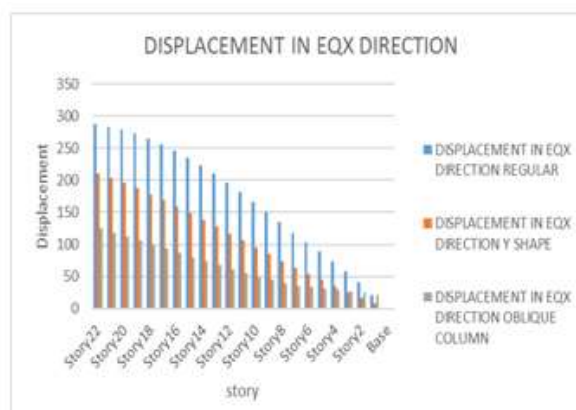 DISPLACEMENT IN EQX DIRECTION
350
300
250
200
150
100
50
0
Displacement
Story22
Story20
Story18
Story16
Story14
Story12
Story10
Story8
Story6
Story4
Story2
Base
story
DISPLACEMENT IN EQX
DIRECTION REGULAR
DISPLACEMENT IN EQX
DIRECTION Y SHAPE
DISPLACEMENT IN EQX
DIRECTION OBLIQUE
COLUMN